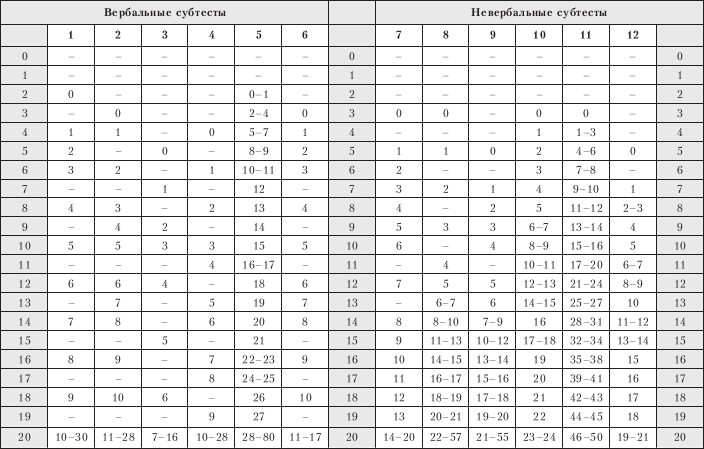 Вербальные субтесты Невербальные субтесты
1 2 3 4 5 6 7 8 9 10 11 12
0 – – – – – – 0 – – – – – – 0
1 – – – – – – 1 – – – – – – 1
2 0 – – – 0–1 – 2 – – – – – – 2
3 – 0 – – 2–4 0 3 0 0 – 0 0 – 3
4 1 1 – 0 5–7 1 4 – – – 1 1–3 – 4
5 2 – 0 – 8–9 2 5 1 1 0 2 4–6 0 5
6 3 2 – 1 10–11 3 6 2 – – 3 7–8 – 6
7 – – 1 – 12 – 7 3 2 1 4 9–10 1 7
8 4 3 – 2 13 4 8 4 – 2 5 11–12 2–3 8
9 – 4 2 – 14 – 9 5 3 3 6–7 13–14 4 9
10 5 5 3 3 15 5 10 6 – 4 8–9 15–16 5 10
11 – – – 4 16–17 – 11 – 4 – 10–11 17–20 6–7 11
12 6 6 4 – 18 6 12 7 5 5 12–13 21–24 8–9 12
13 – 7 – 5 19 7 13 – 6–7 6 14–15 25–27 10 13
14 7 8 – 6 20 8 14 8 8–10 7–9 16 28–31 11–12 14
15 – – 5 – 21 – 15 9 11–13 10–12 17–18 32–34 13–14 15
16 8 9 – 7 22–23 9 16 10 14–15 13–14 19 35–38 15 16
17 – – – 8 24–25 – 17 11 16–17 15–16 20 39–41 16 17
18 9 10 6 – 26 10 18 12 18–19 17–18 21 42–43 17 18
19 – – – 9 27 – 19 13 20–21 19–20 22 44–45 18 19
20 10–30 11–28 7–16 10–28 28–80 11–17 20 14–20 22–57 21–55 23–24 46–50 19–21 20